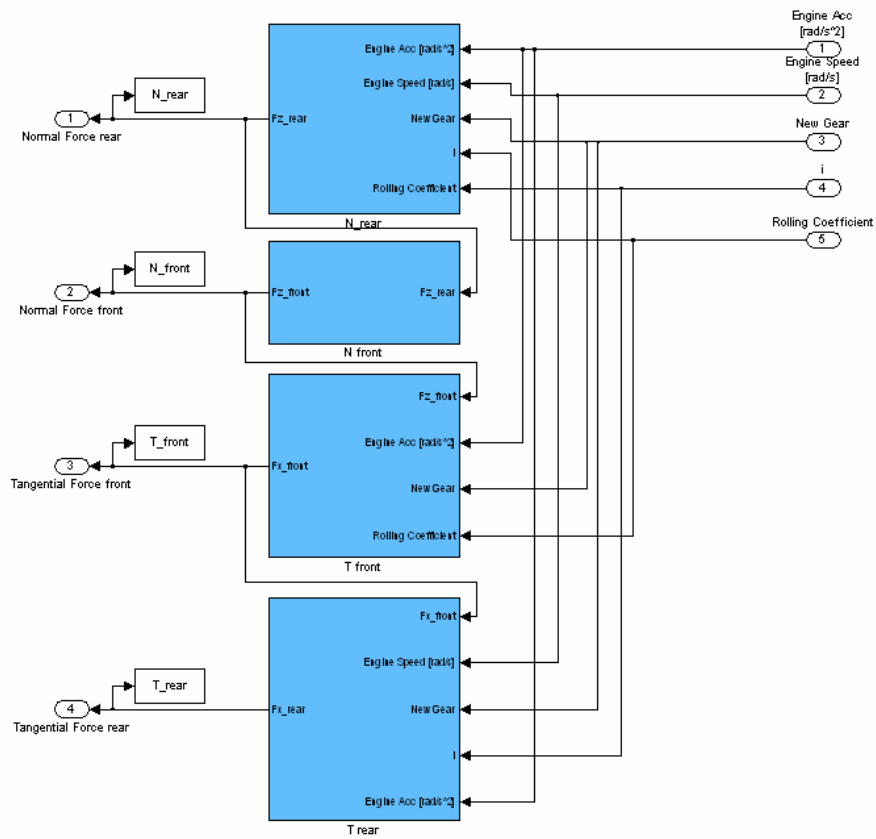 Engine Acc
[rad/s^2]
1
Engine Speed
[rad/s]
2
New Gear
3
i
4
Rolling Coefficient
5
N_rear
1
Normal Force rear
Fz_rear
Engine Acc [rad/s^2]
Engine Speed [rad/s]
New Gear
i
Rolling Coefficient
N_rear
N_front
2
Normal Force front
Fz_front
Fz_rear
N front
T_front
3
Tangential Force front
Fx_front
Fz_front
Engine Acc [rad/s^2]
New Gear
Rolling Coefficient
T front
T_rear
4
Tangential Force rear
Fx_rear
Fx_front
Engine Speed [rad/s]
New Gear
i
Engine Acc [rad/s^2]
T rear